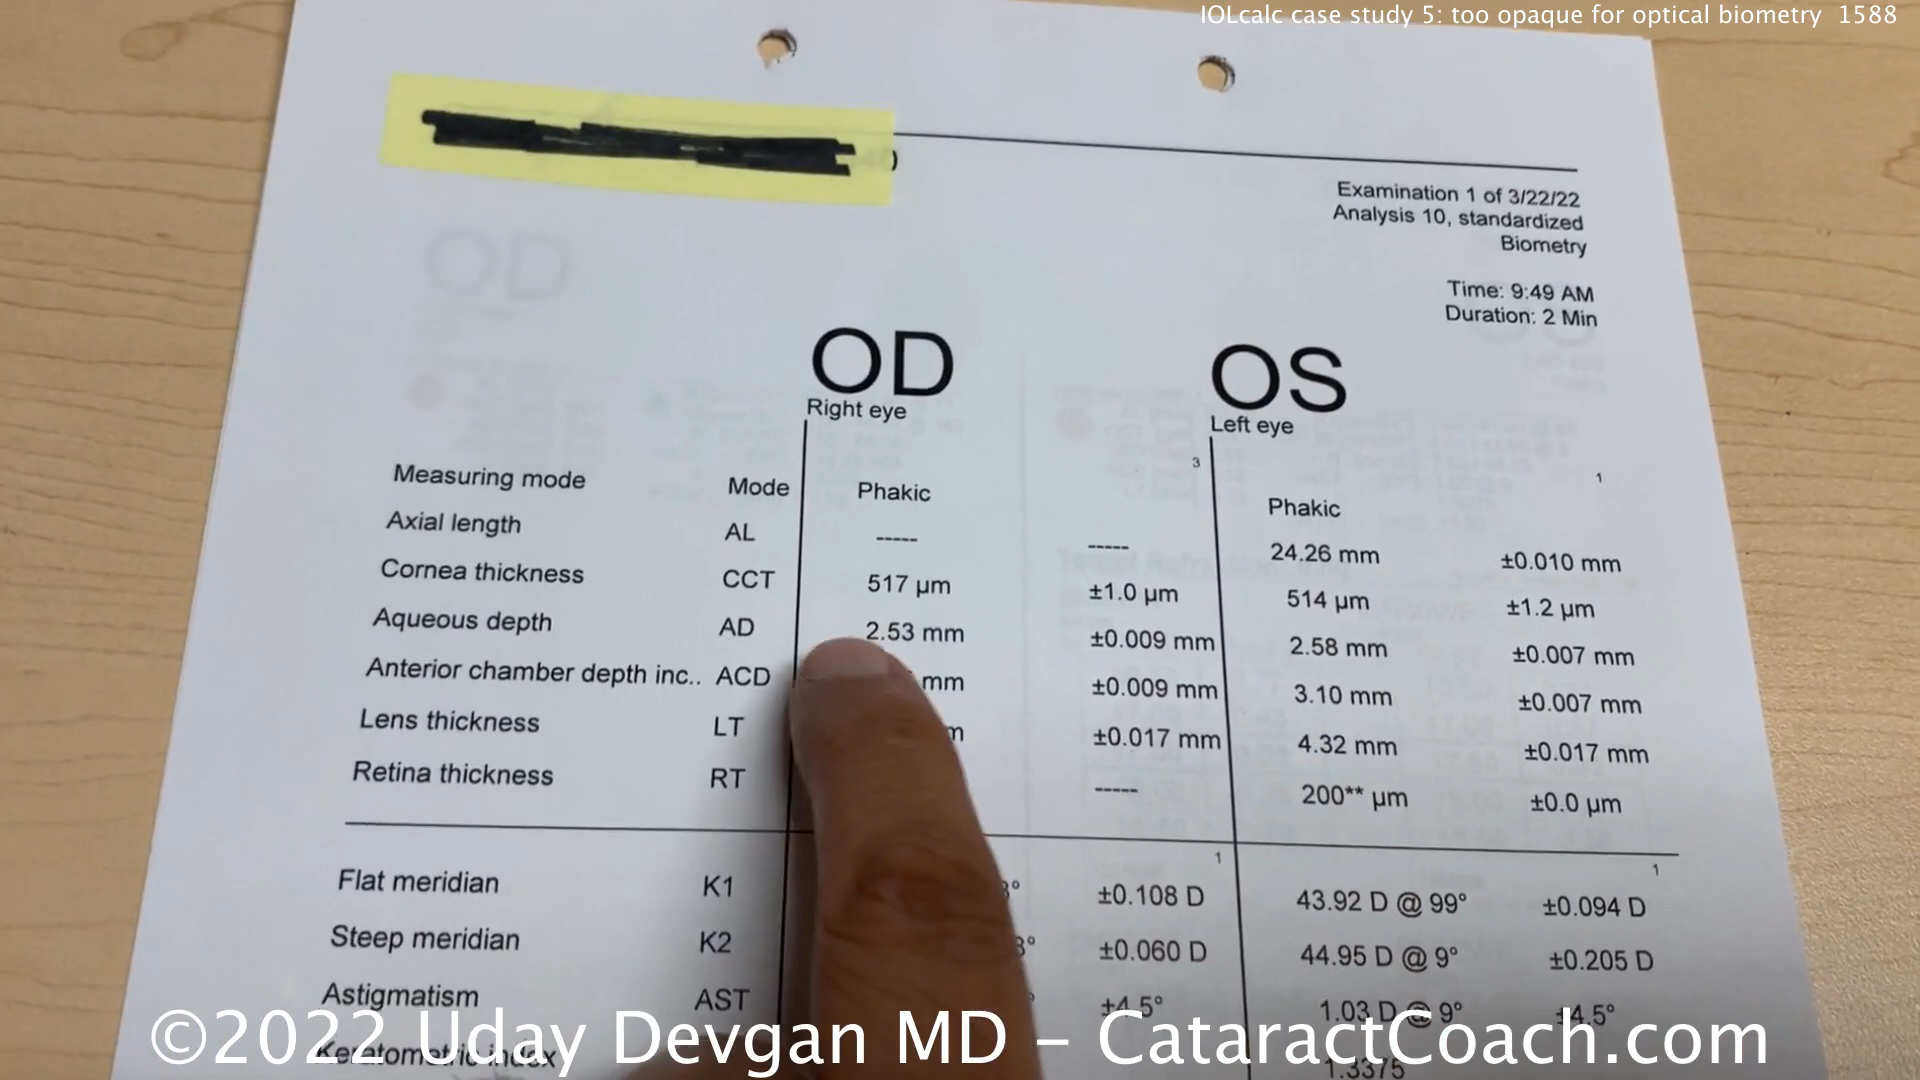 IOLcalc case study 5: too opaque for optical biometry 1588
Examination 1 of 3/22/22
Analysis 10, standardized
Biometry
Time: 9:49 AM
Duration: 2 Min
OD OS
Right eye Left eye
3 1
Measuring mode Mode Phakic Phakic
Axial length AL ----- ----- 24.26 mm ±0.010 mm
Cornea thickness CCT 517 µm ±1.0 µm 514 µm ±1.2 µm
Aqueous depth AD 2.53 mm ±0.009 mm 2.58 mm ±0.007 mm
Anterior chamber depth inc.. ACD mm ±0.009 mm 3.10 mm ±0.007 mm
Lens thickness LT ±0.017 mm 4.32 mm ±0.017 mm
Retina thickness RT ----- 200** µm ±0.0 µm
1 1
Flat meridian K1 ±0.108 D 43.92 D @ 99° ±0.094 D
Steep meridian K2 ±0.060 D 44.95 D @ 9° ±0.205 D
Astigmatism AST ±4.5° 1.03 D @ 9° ±4.5°
Keratometric index 1.3375
©2022 Uday Devgan MD – CataractCoach.com